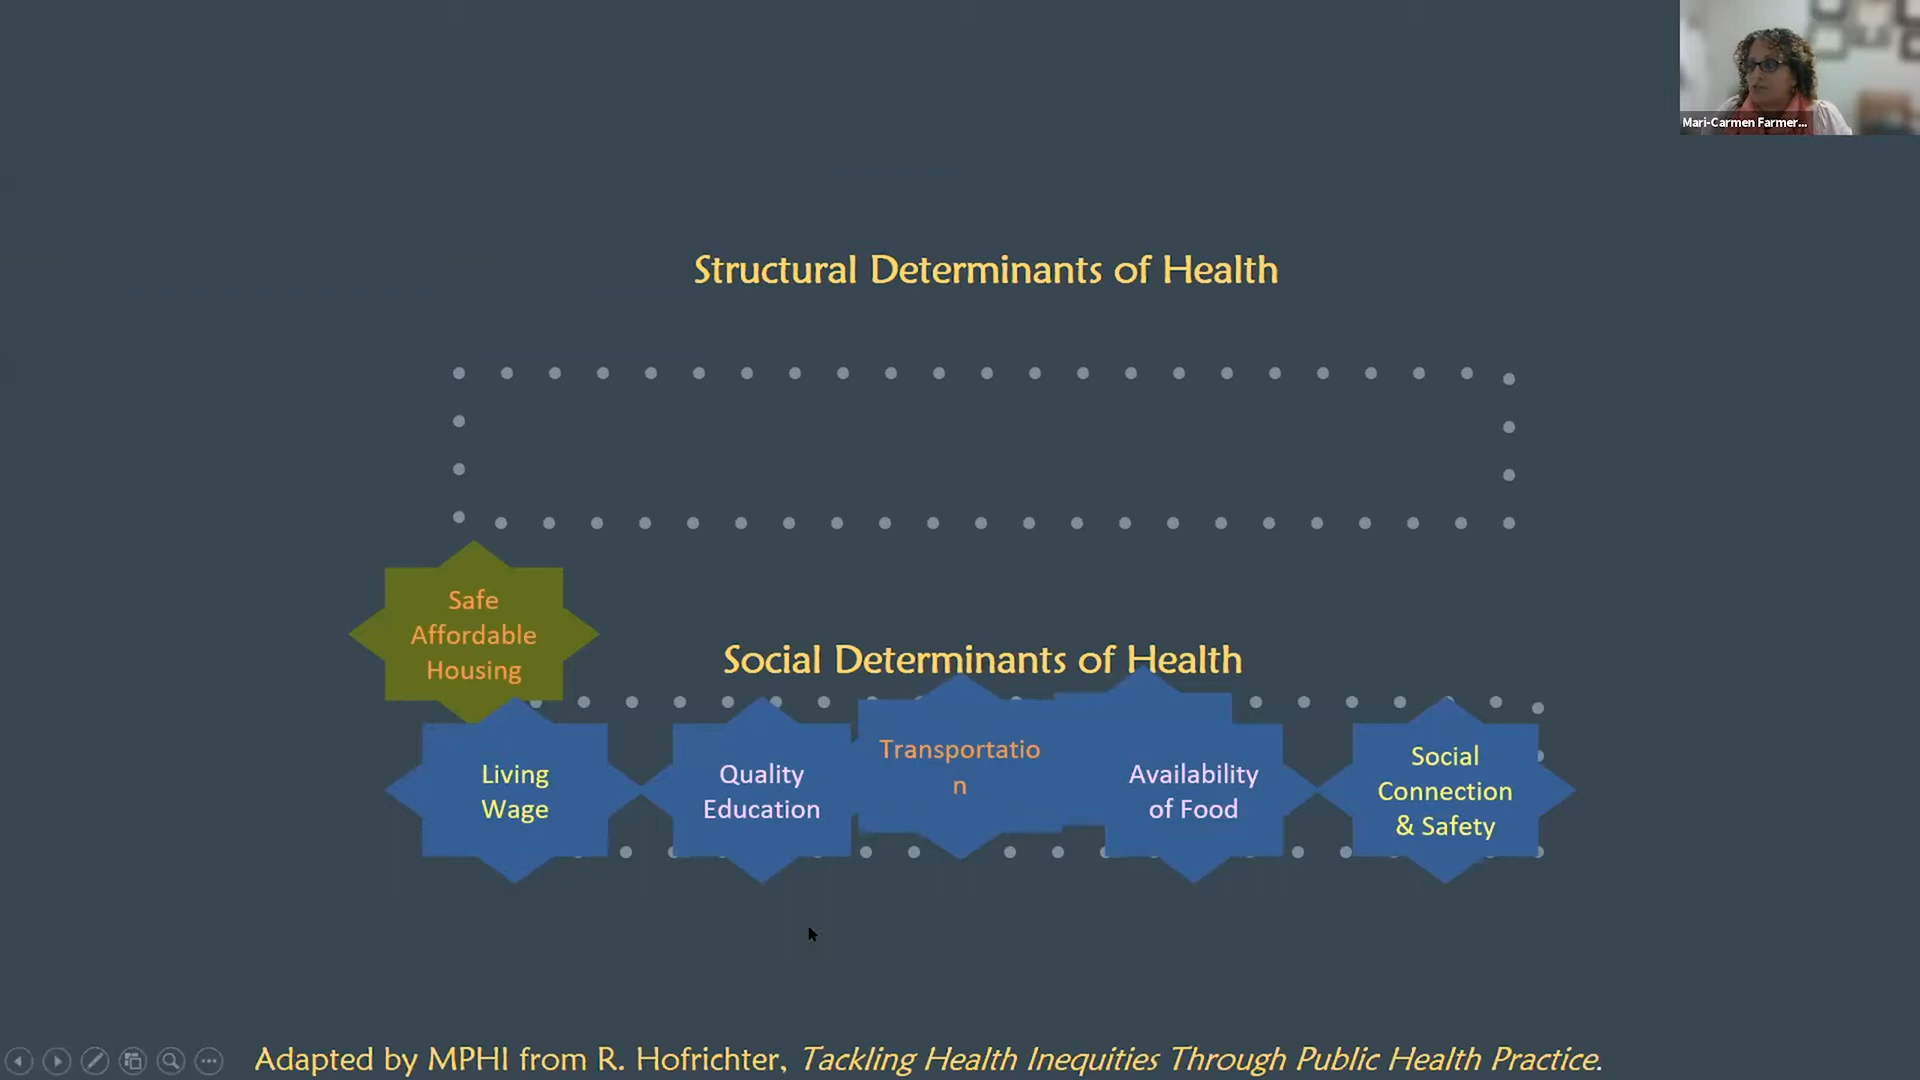 Mari-Carmen Farmer...
Structural Determinants of Health
Safe
Affordable
Housing
Social Determinants of Health
Living
Wage
Quality
Education
Transportatio
n
Availability
of Food
Social
Connection
& Safety
Adapted by MPHI from R. Hofrichter, Tackling Health Inequities Through Public Health Practice.